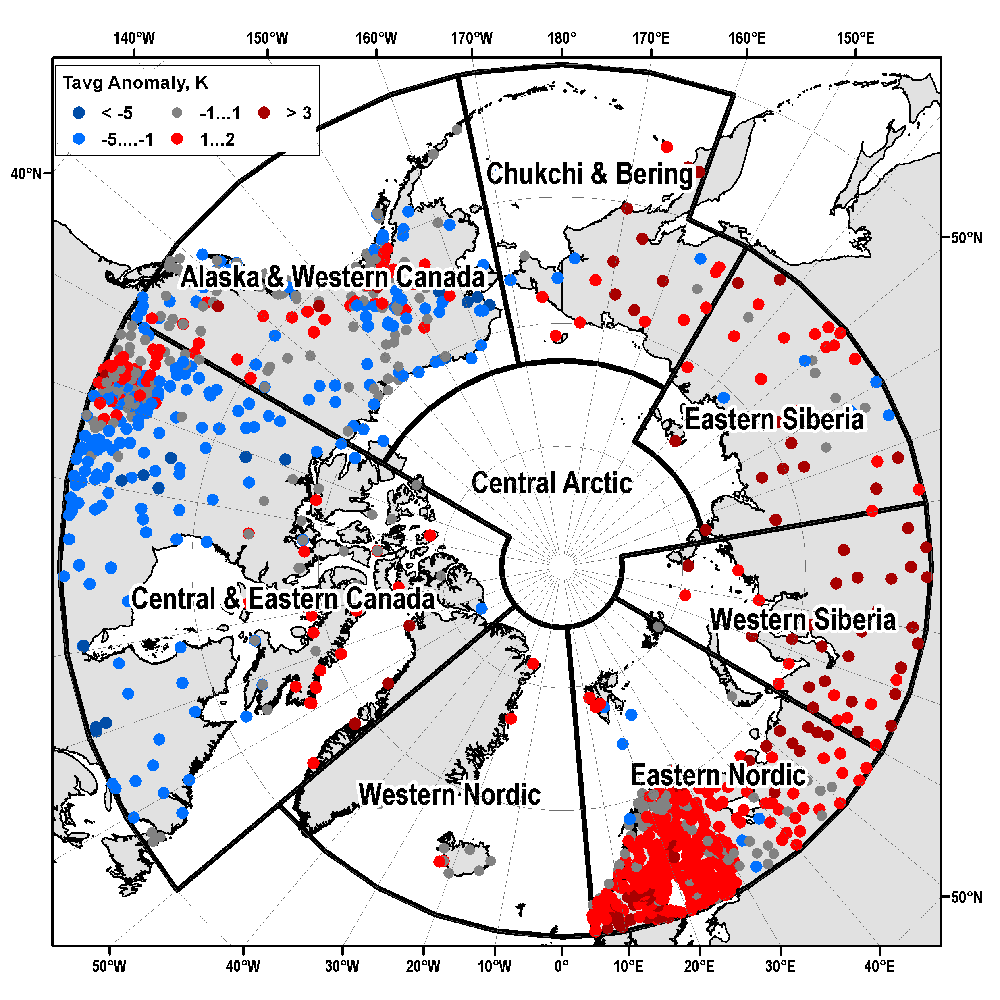 140°W 150°W 160°W 170°W 180° 170°E 160°E 150°E
Tavg Anomaly, K
< -5 -1...1 > 3
-5....-1 1...2
40°N
Chukchi & Bering
50°N
Alaska & Western Canada
Eastern Siberia
Central Arctic
Central & Eastern Canada
Western Siberia
Eastern Nordic
Western Nordic
50°N
50°W 40°W 30°W 20°W 10°W 0° 10°E 20°E 30°E 40°E